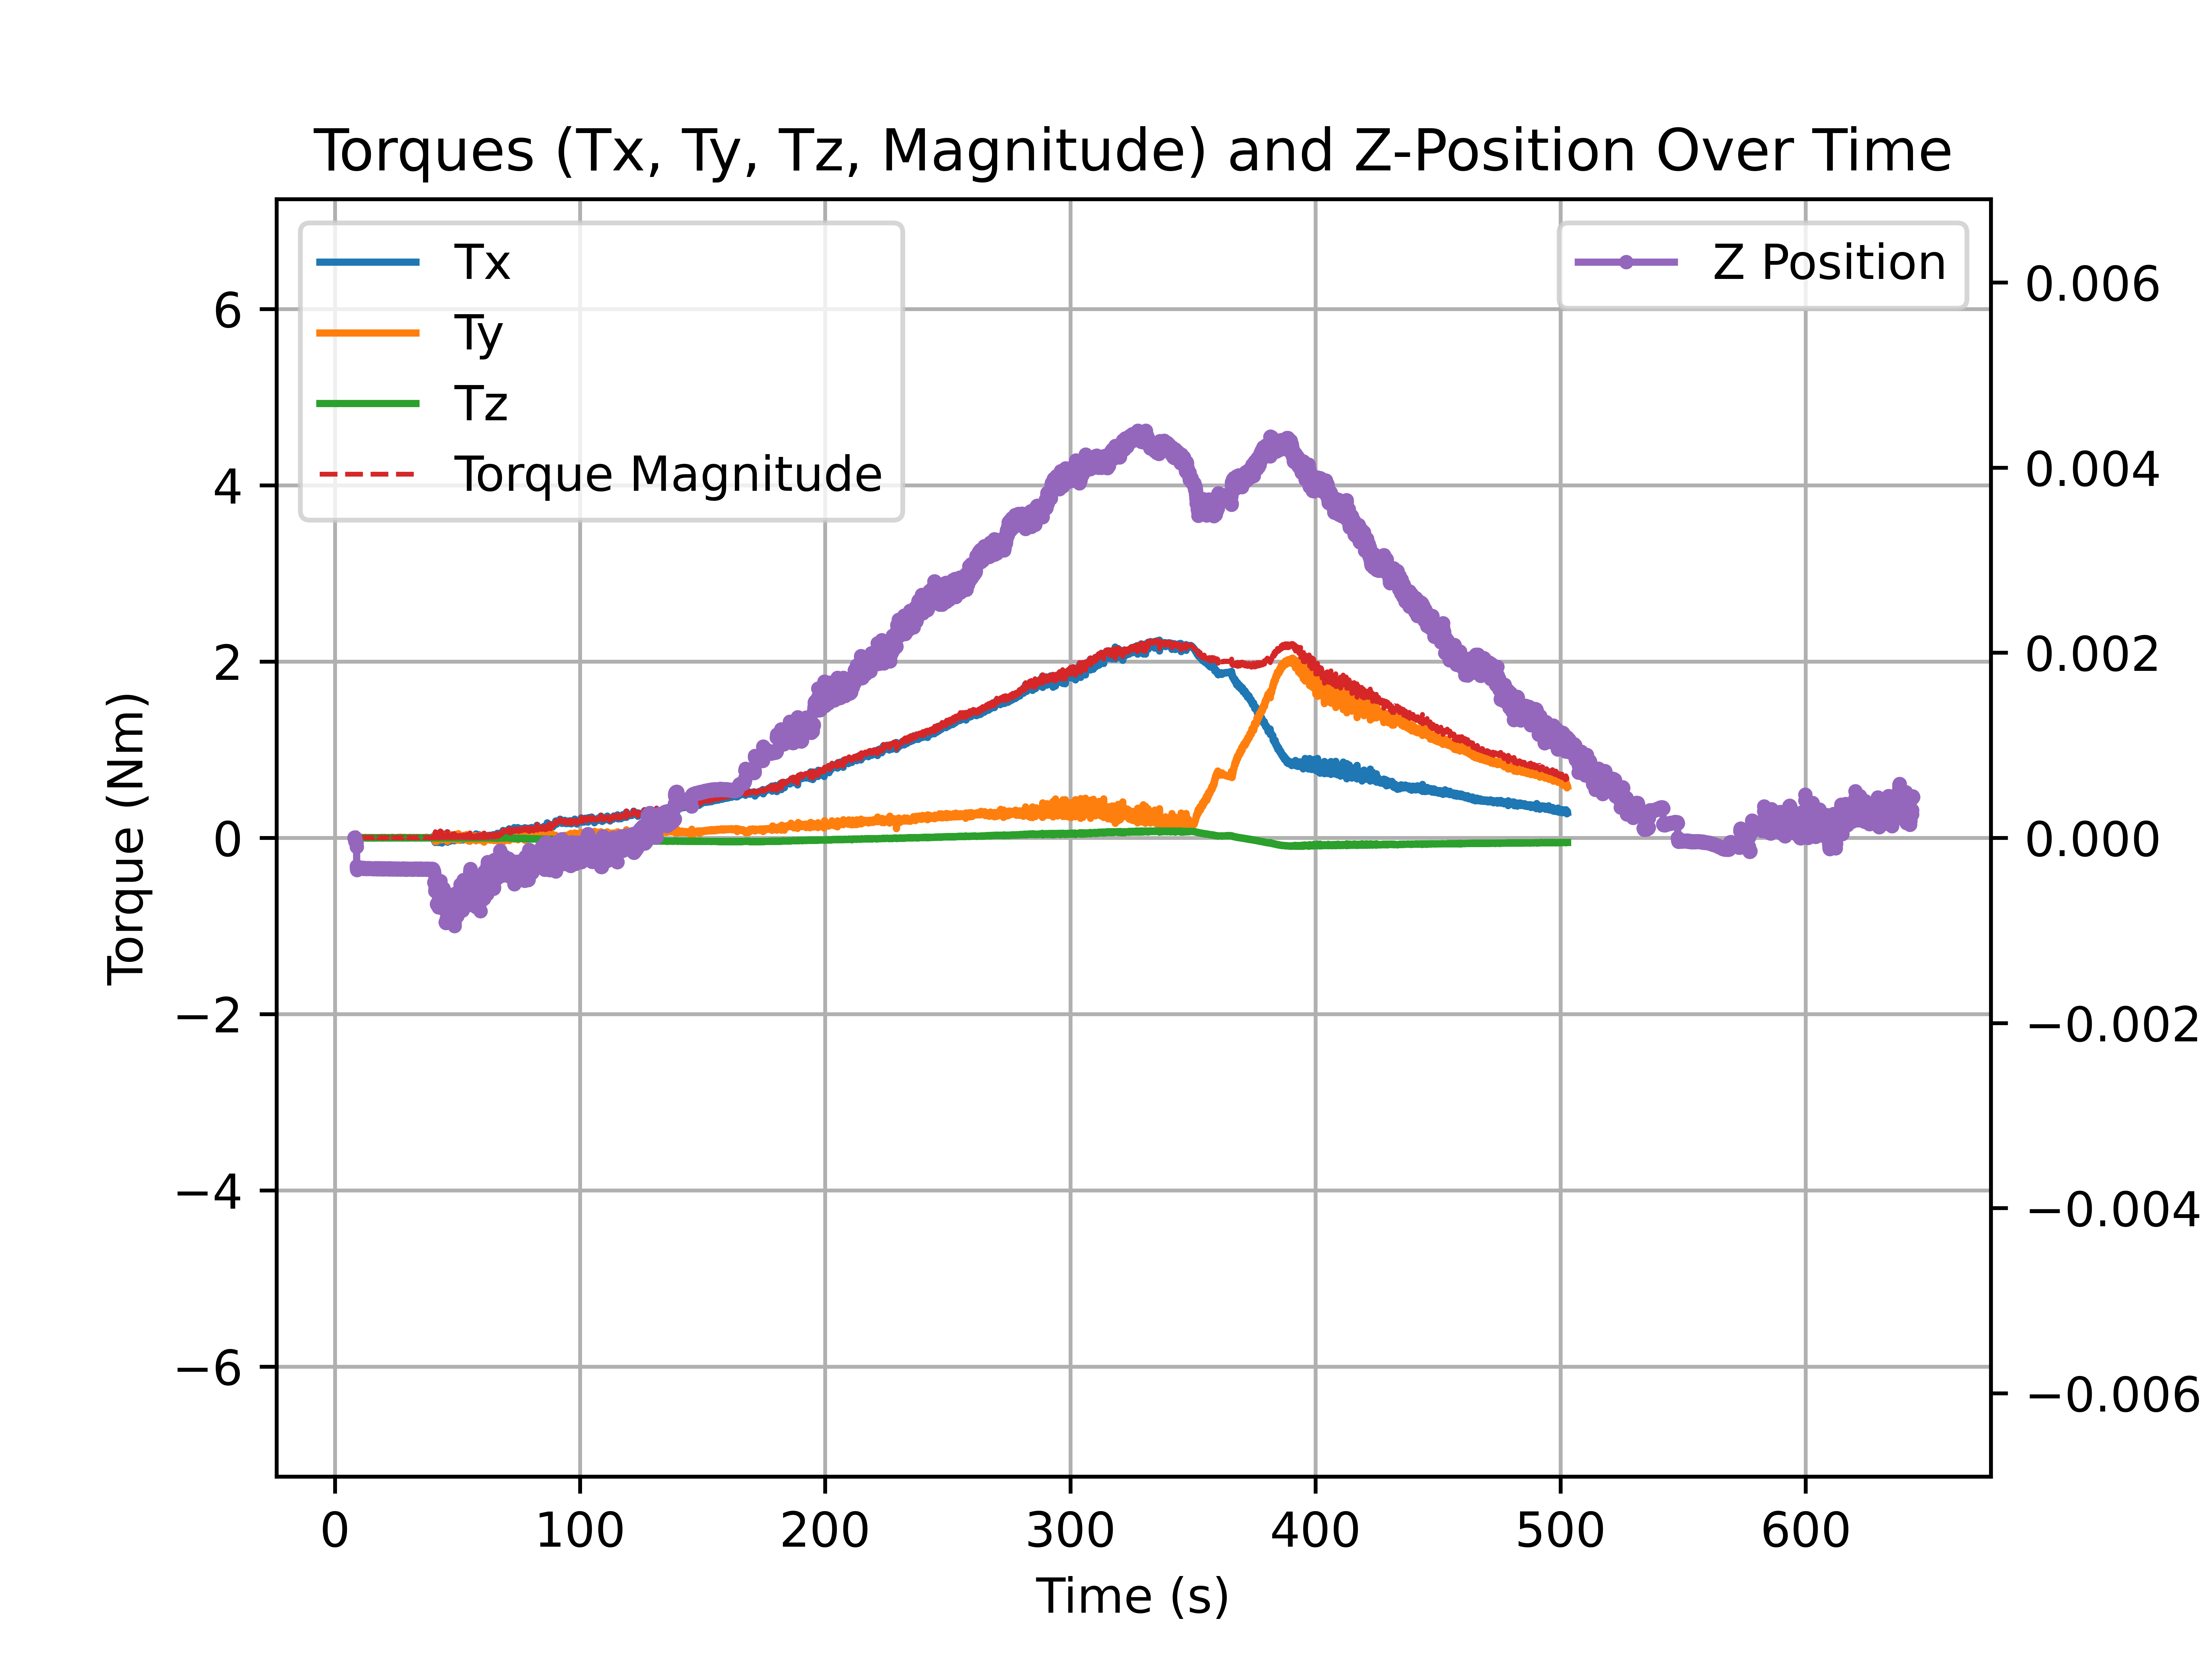 Torques (Tx, Ty, Tz, Magnitude) and Z-Position Over Time
Tx
Ty
Tz
Torque Magnitude
Z Position
Torque (Nm)
6
4
2
0
−2
−4
−6
0.006
0.004
0.002
0.000
−0.002
−0.004
−0.006
0 100 200 300 400 500 600
Time (s)